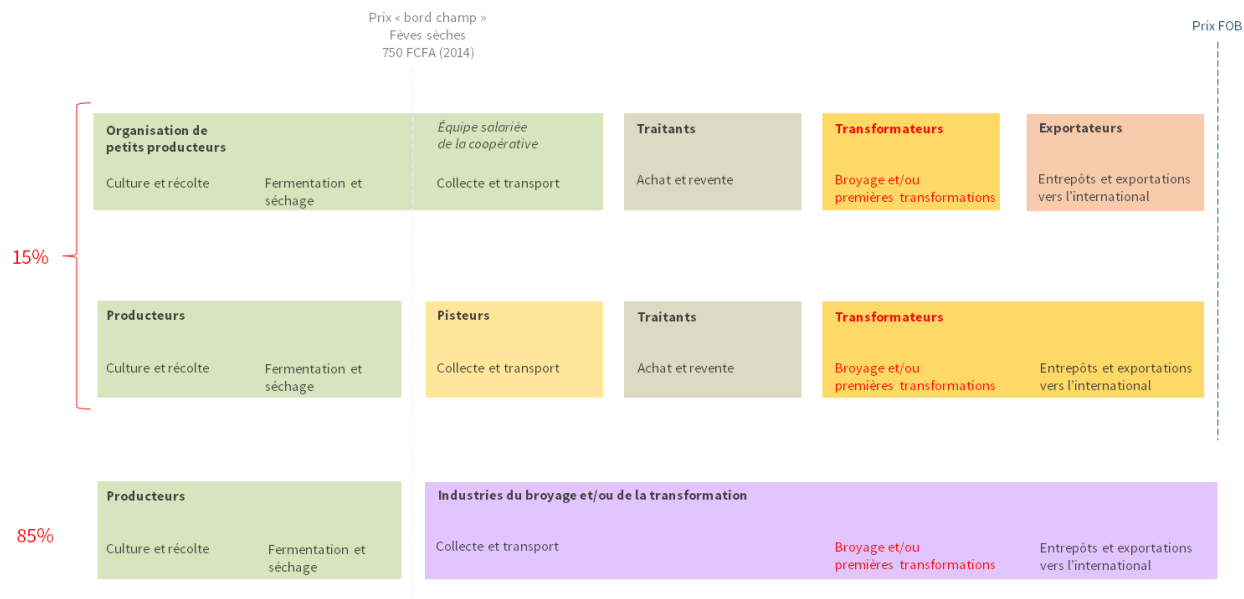 Prix « bord champ »
Fèves sèches
750 FCFA (2014)
Prix FOB
Organisation de
petits producteurs
Culture et récolte
Fermentation et
séchage
Équipe salariée
de la coopérative
Collecte et transport
Traitants
Achat et revente
Transformateurs
Broyage et/ou
premières transformations
Exportateurs
Entrepôts et exportations
vers l’international
15%
Producteurs
Culture et récolte
Fermentation et
séchage
Pisteurs
Collecte et transport
Traitants
Achat et revente
Transformateurs
Broyage et/ou
premières transformations
Entrepôts et exportations
vers l’international
85%
Producteurs
Culture et récolte
Fermentation et
séchage
Industries du broyage et/ou de la transformation
Collecte et transport
Broyage et/ou
premières transformations
Entrepôts et exportations
vers l’international